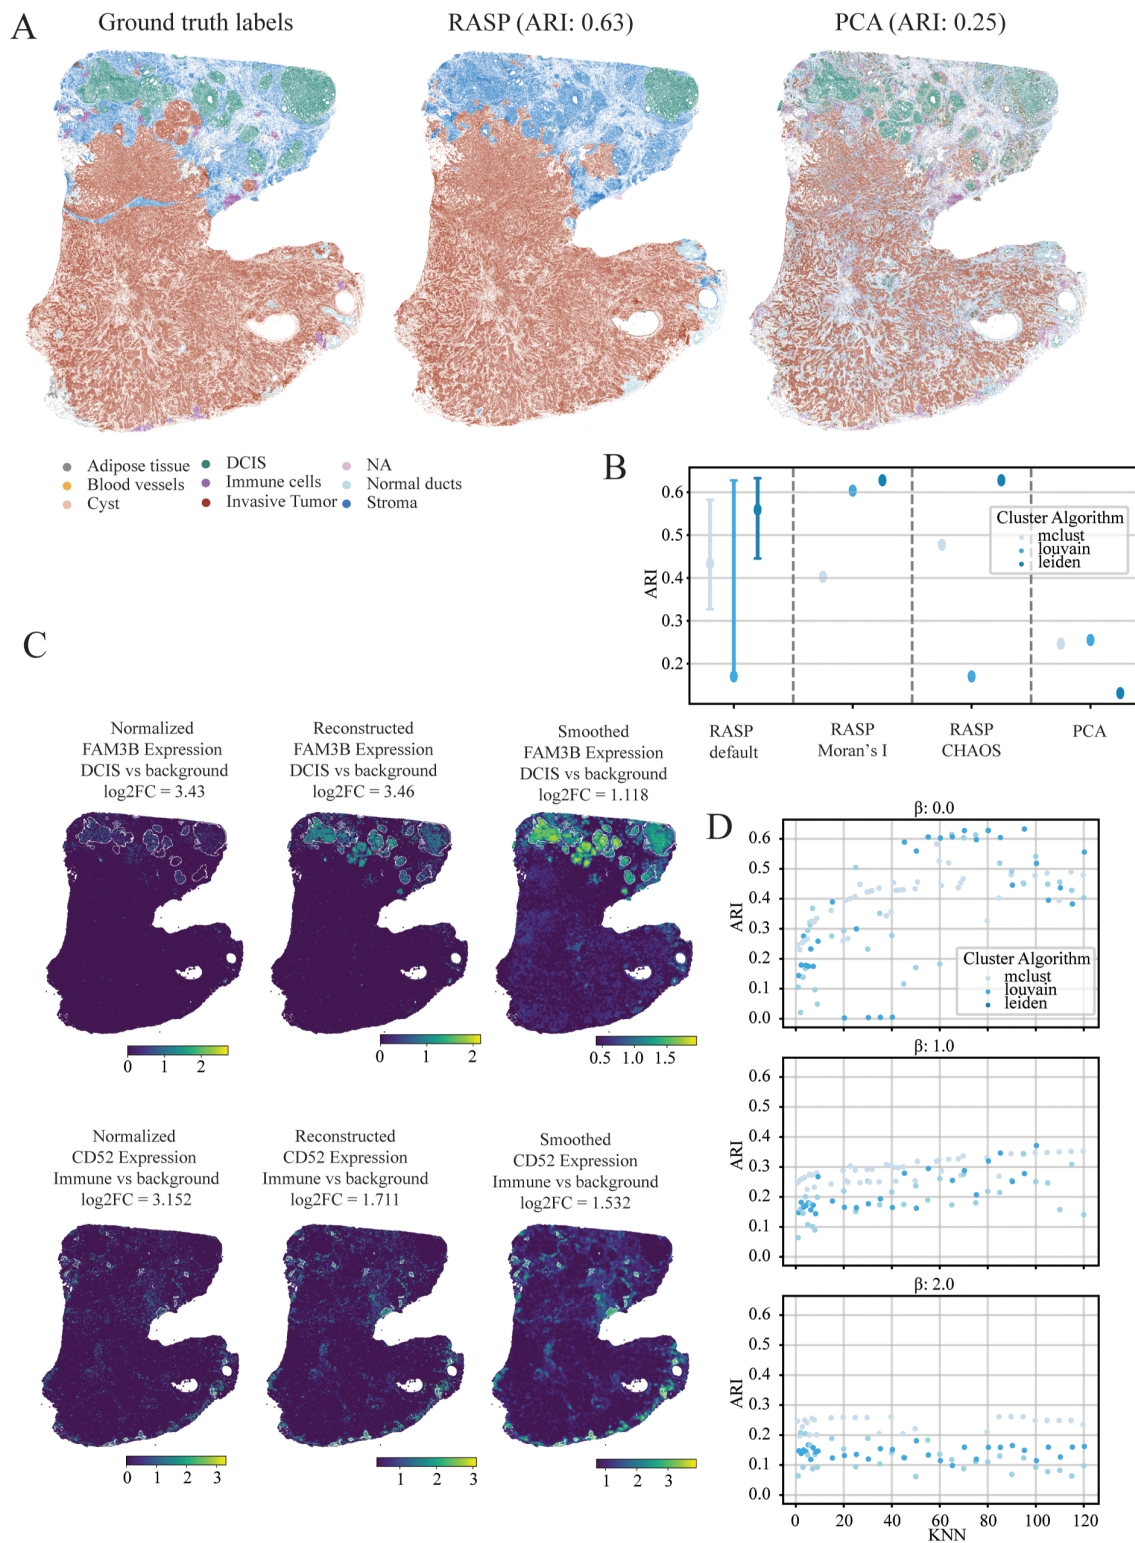 A
Ground truth labels
RASP (ARI: 0.63)
PCA (ARI: 0.25)
Adipose tissue
Blood vessels
Cyst
DCIS
Immune cells
Invasive Tumor
NA
Normal ducts
Stroma
B
ARI
0.6
0.5
0.4
0.3
0.2
Cluster Algorithm
mclust
louvain
leiden
RASP
default
RASP
Moran's I
RASP
CHAOS
PCA
C
Normalized
FAM3B Expression
DCIS vs background
log2FC = 3.43
Reconstructed
FAM3B Expression
DCIS vs background
log2FC = 3.46
Smoothed
FAM3B Expression
DCIS vs background
log2FC = 1.118
0 1 2
0 1 2
0.5 1.0 1.5
Normalized
CD52 Expression
Immune vs background
log2FC = 3.152
Reconstructed
CD52 Expression
Immune vs background
log2FC = 1.711
Smoothed
CD52 Expression
Immune vs background
log2FC = 1.532
0 1 2 3
1 2 3
1 2 3
D
β: 0.0
ARI
0.6
0.5
0.4
0.3
0.2
0.1
0.0
Cluster Algorithm
mclust
louvain
leiden
β: 1.0
ARI
0.6
0.5
0.4
0.3
0.2
0.1
0.0
β: 2.0
ARI
0.6
0.5
0.4
0.3
0.2
0.1
0.0
0 20 40 60 80 100 120
KNN